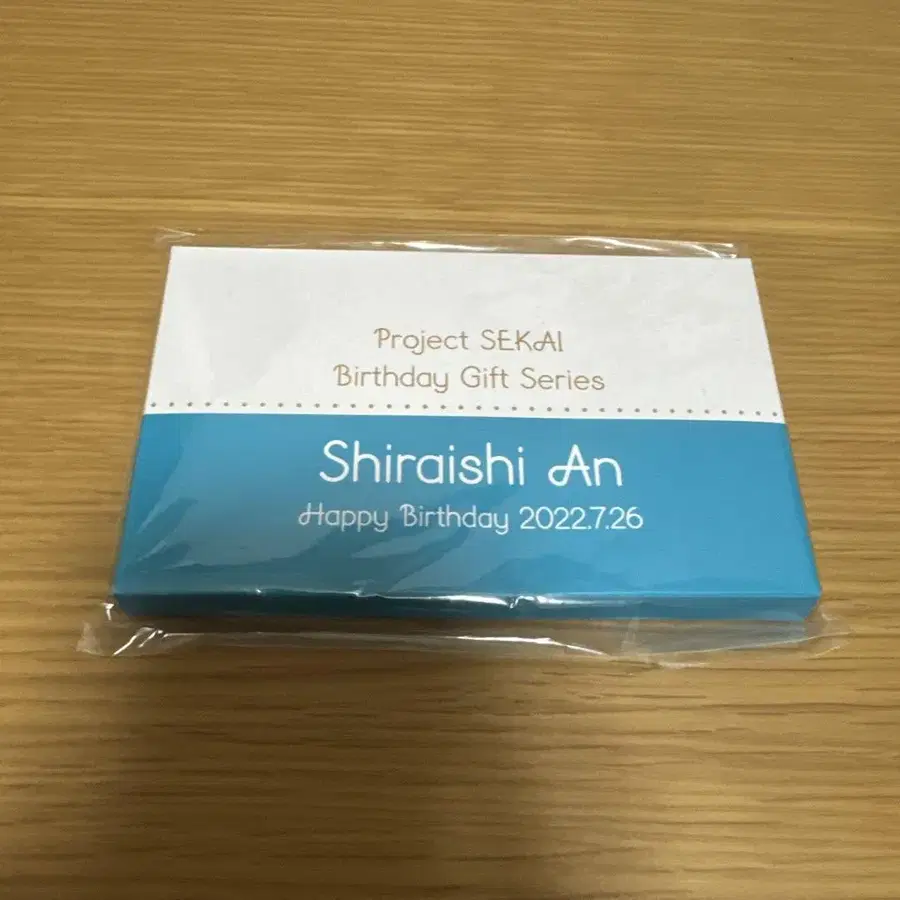 Project SEKAI
Birthday Gift Series
Shiraishi An
Happy Birthday 2022.7.26